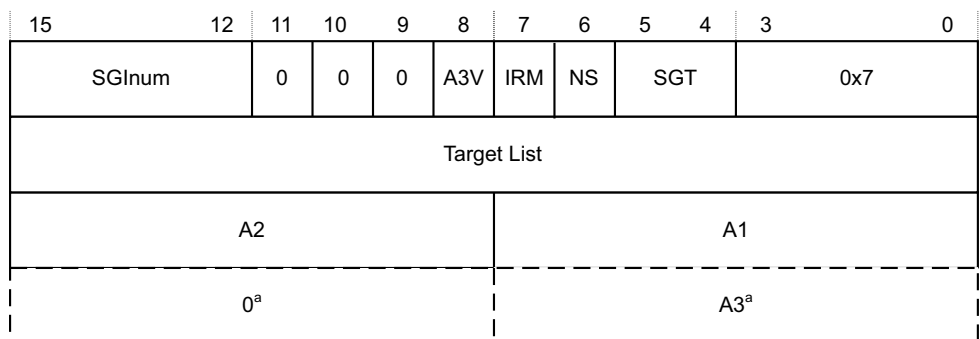 15 12 11 10 9 8 7 6 5 4 3 0
SGInum 0 0 0 A3V IRM NS SGT 0x7
Target List
A2 A1
0ᵃ A3ᵃ